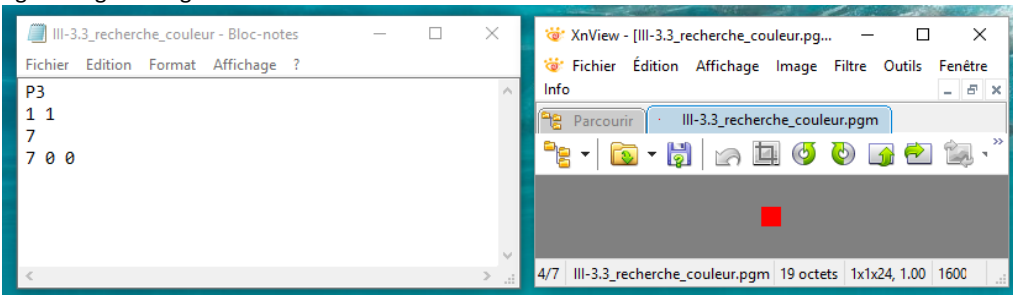 III-3.3_recherche_couleur - Bloc-notes
Fichier Edition Format Affichage ?
P3
1 1
7
7 0 0
XnView - [III-3.3_recherche_couleur.pg...
Fichier Édition Affichage Image Filtre Outils Fenêtre
Info
Parcourir III-3.3_recherche_couleur.pgm
4/7 III-3.3_recherche_couleur.pgm 19 octets 1x1x24, 1.00